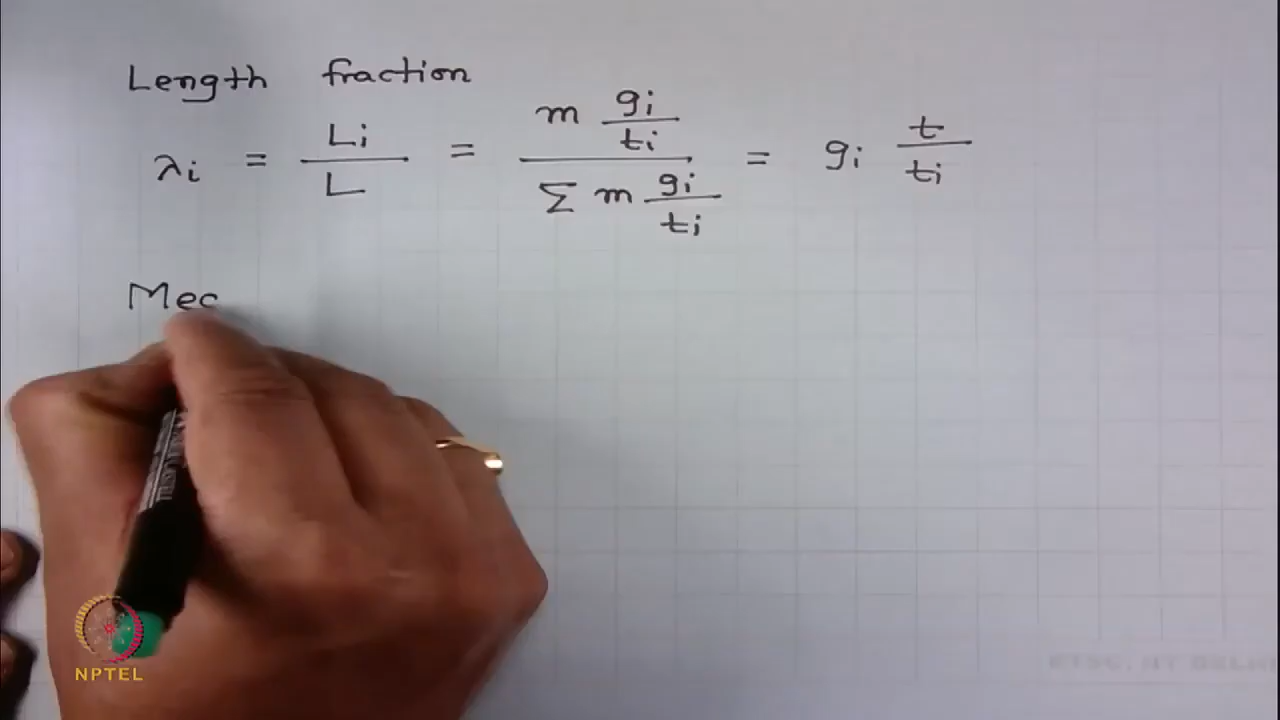 Length fraction
λi = Li / L = (m gi/ti) / (Σ m gi/ti) = gi t/ti
Mec
NPTEL